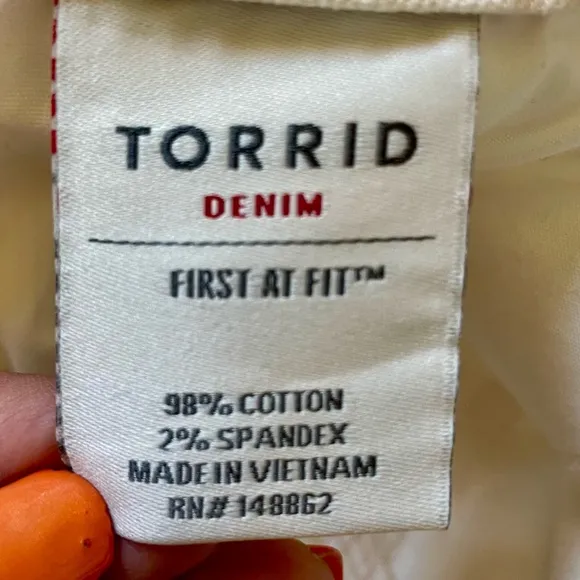 TORRID
DENIM
FIRST AT FIT™
98% COTTON
2% SPANDEX
MADE IN VIETNAM
RN# 148862